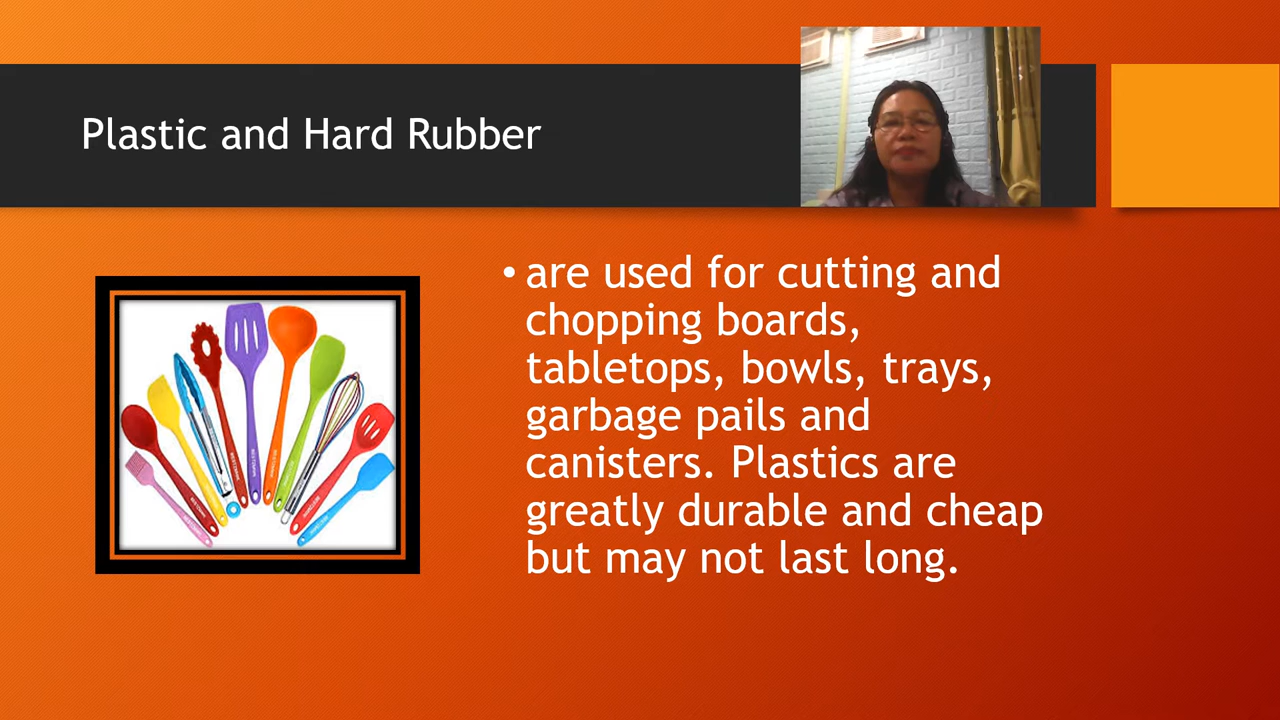 Plastic and Hard Rubber
• are used for cutting and
chopping boards,
tabletops, bowls, trays,
garbage pails and
canisters. Plastics are
greatly durable and cheap
but may not last long.